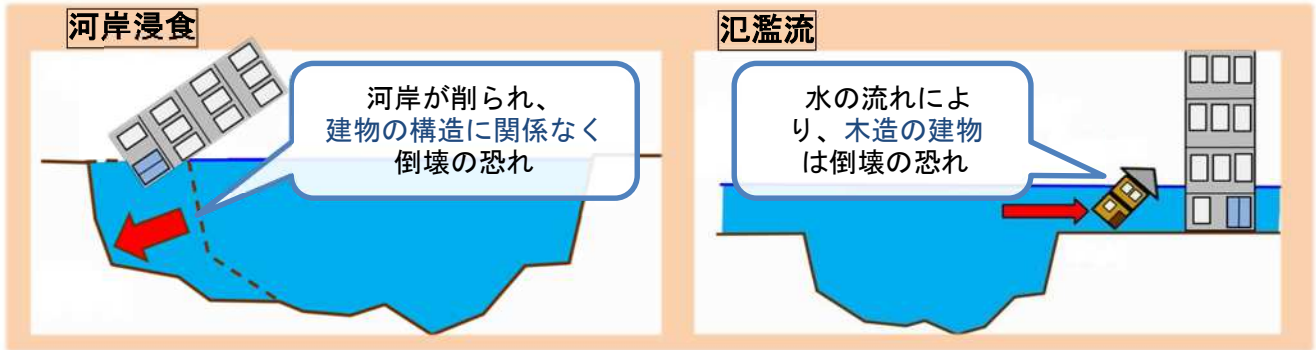 河岸浸食
河岸が削られ、
建物の構造に関係なく
倒壊の恐れ
氾濫流
水の流れによ
り、木造の建物
は倒壊の恐れ